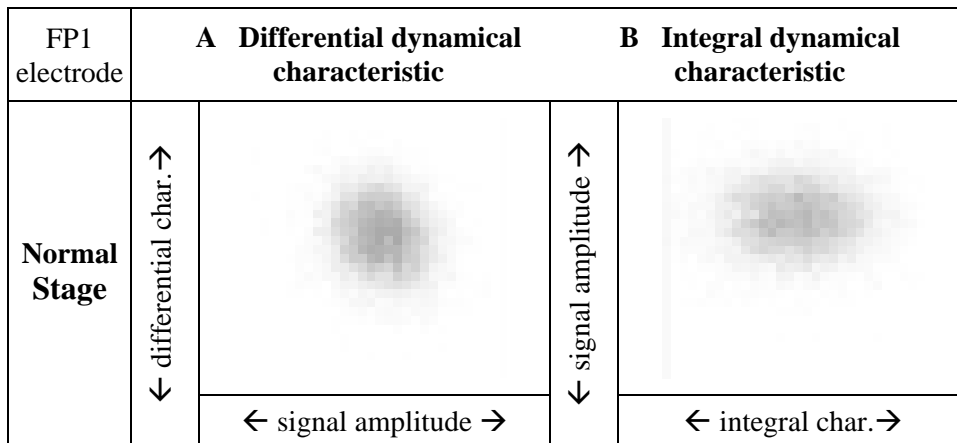 FP1
electrode
A Differential dynamical
characteristic
B Integral dynamical
characteristic
Normal
Stage
← differential char. →
← signal amplitude →
← signal amplitude →
← integral char.→